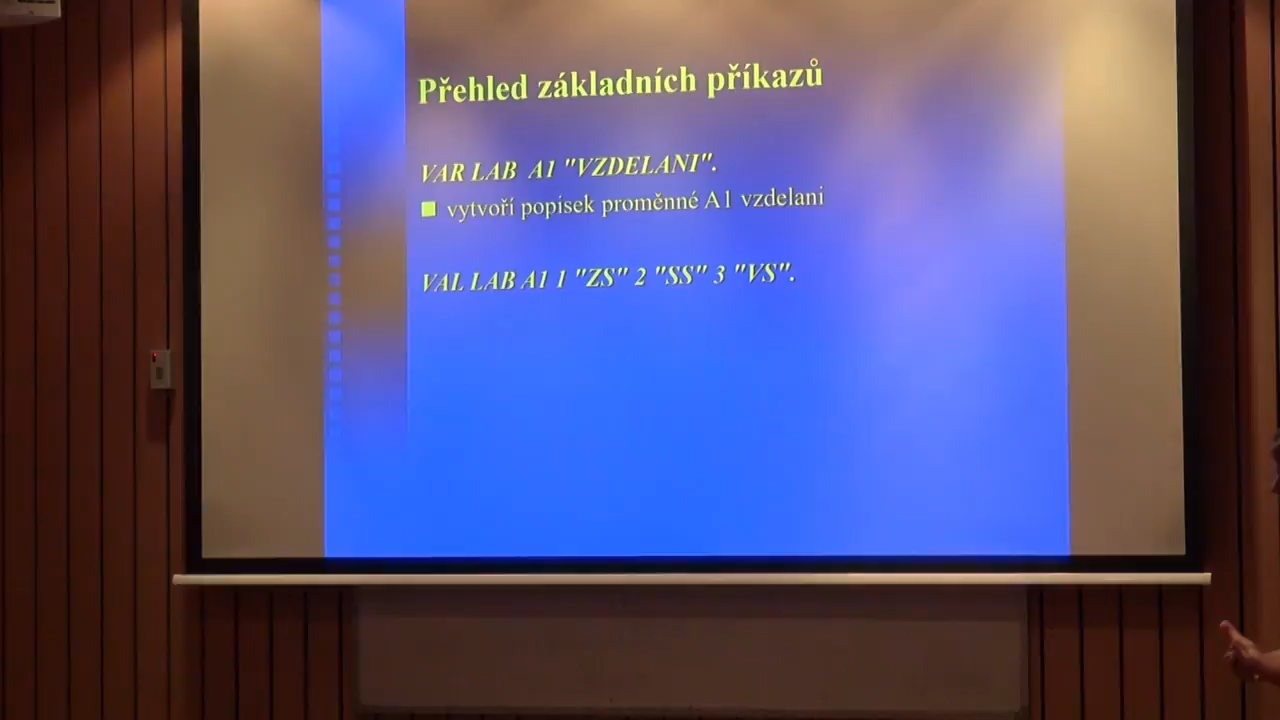 Přehled základních příkazů
VAR LAB A1 "VZDELANI".
vytvoří popisek proměnné A1 vzdelani
VAL LAB A1 1 "ZS" 2 "SS" 3 "VS".